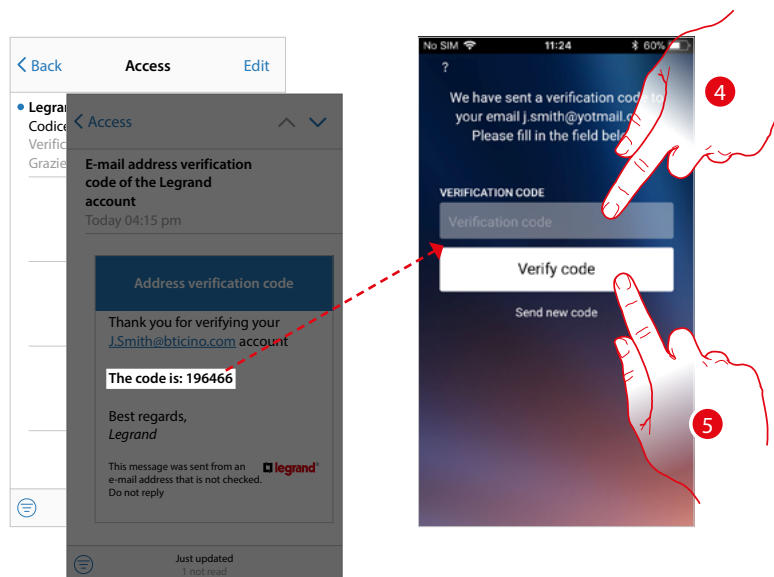 Back Access Edit
Legra
Codice
Verific
Grazie
Access
E-mail address verification
code of the Legrand
account
Today 04:15 pm
Address verification code
Thank you for verifying your
J.Smith@bticino.com account
The code is: 196466
Best regards,
Legrand
This message was sent from an
e-mail address that is not checked.
Do not reply
legrand®
Just updated
1 not read
No SIM 11:24 60%
?
We have sent a verification code to
your email j.smith@yotmail.c
Please fill in the field bel
VERIFICATION CODE
Verification code
Verify code
Send new code
4
5